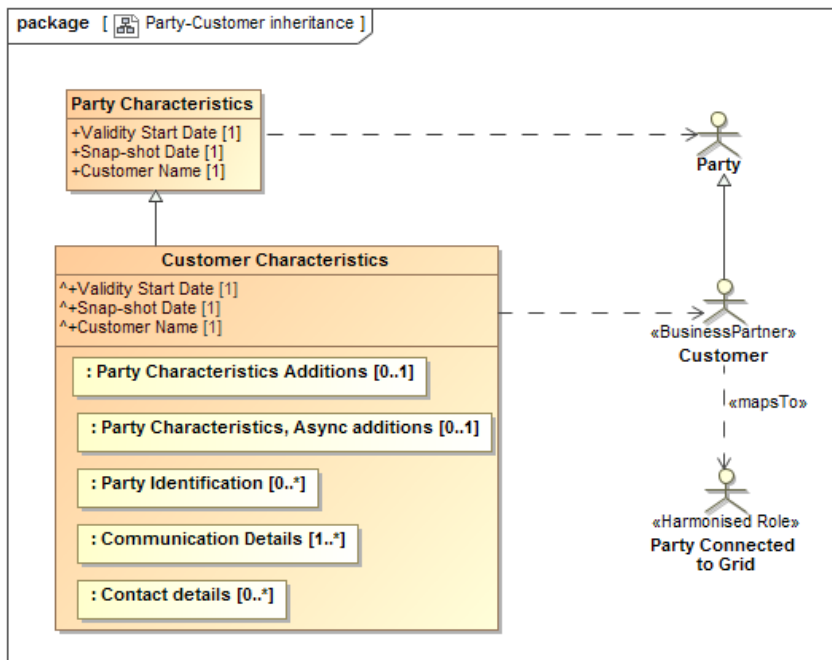 package [ Party-Customer inheritance ]
Party Characteristics
+Validity Start Date [1]
+Snap-shot Date [1]
+Customer Name [1]
Party
Customer Characteristics
^+Validity Start Date [1]
^+Snap-shot Date [1]
^+Customer Name [1]
: Party Characteristics Additions [0..1]
: Party Characteristics, Async additions [0..1]
: Party Identification [0..*]
: Communication Details [1..*]
: Contact details [0..*]
«BusinessPartner»
Customer
«mapsTo»
«Harmonised Role»
Party Connected
to Grid